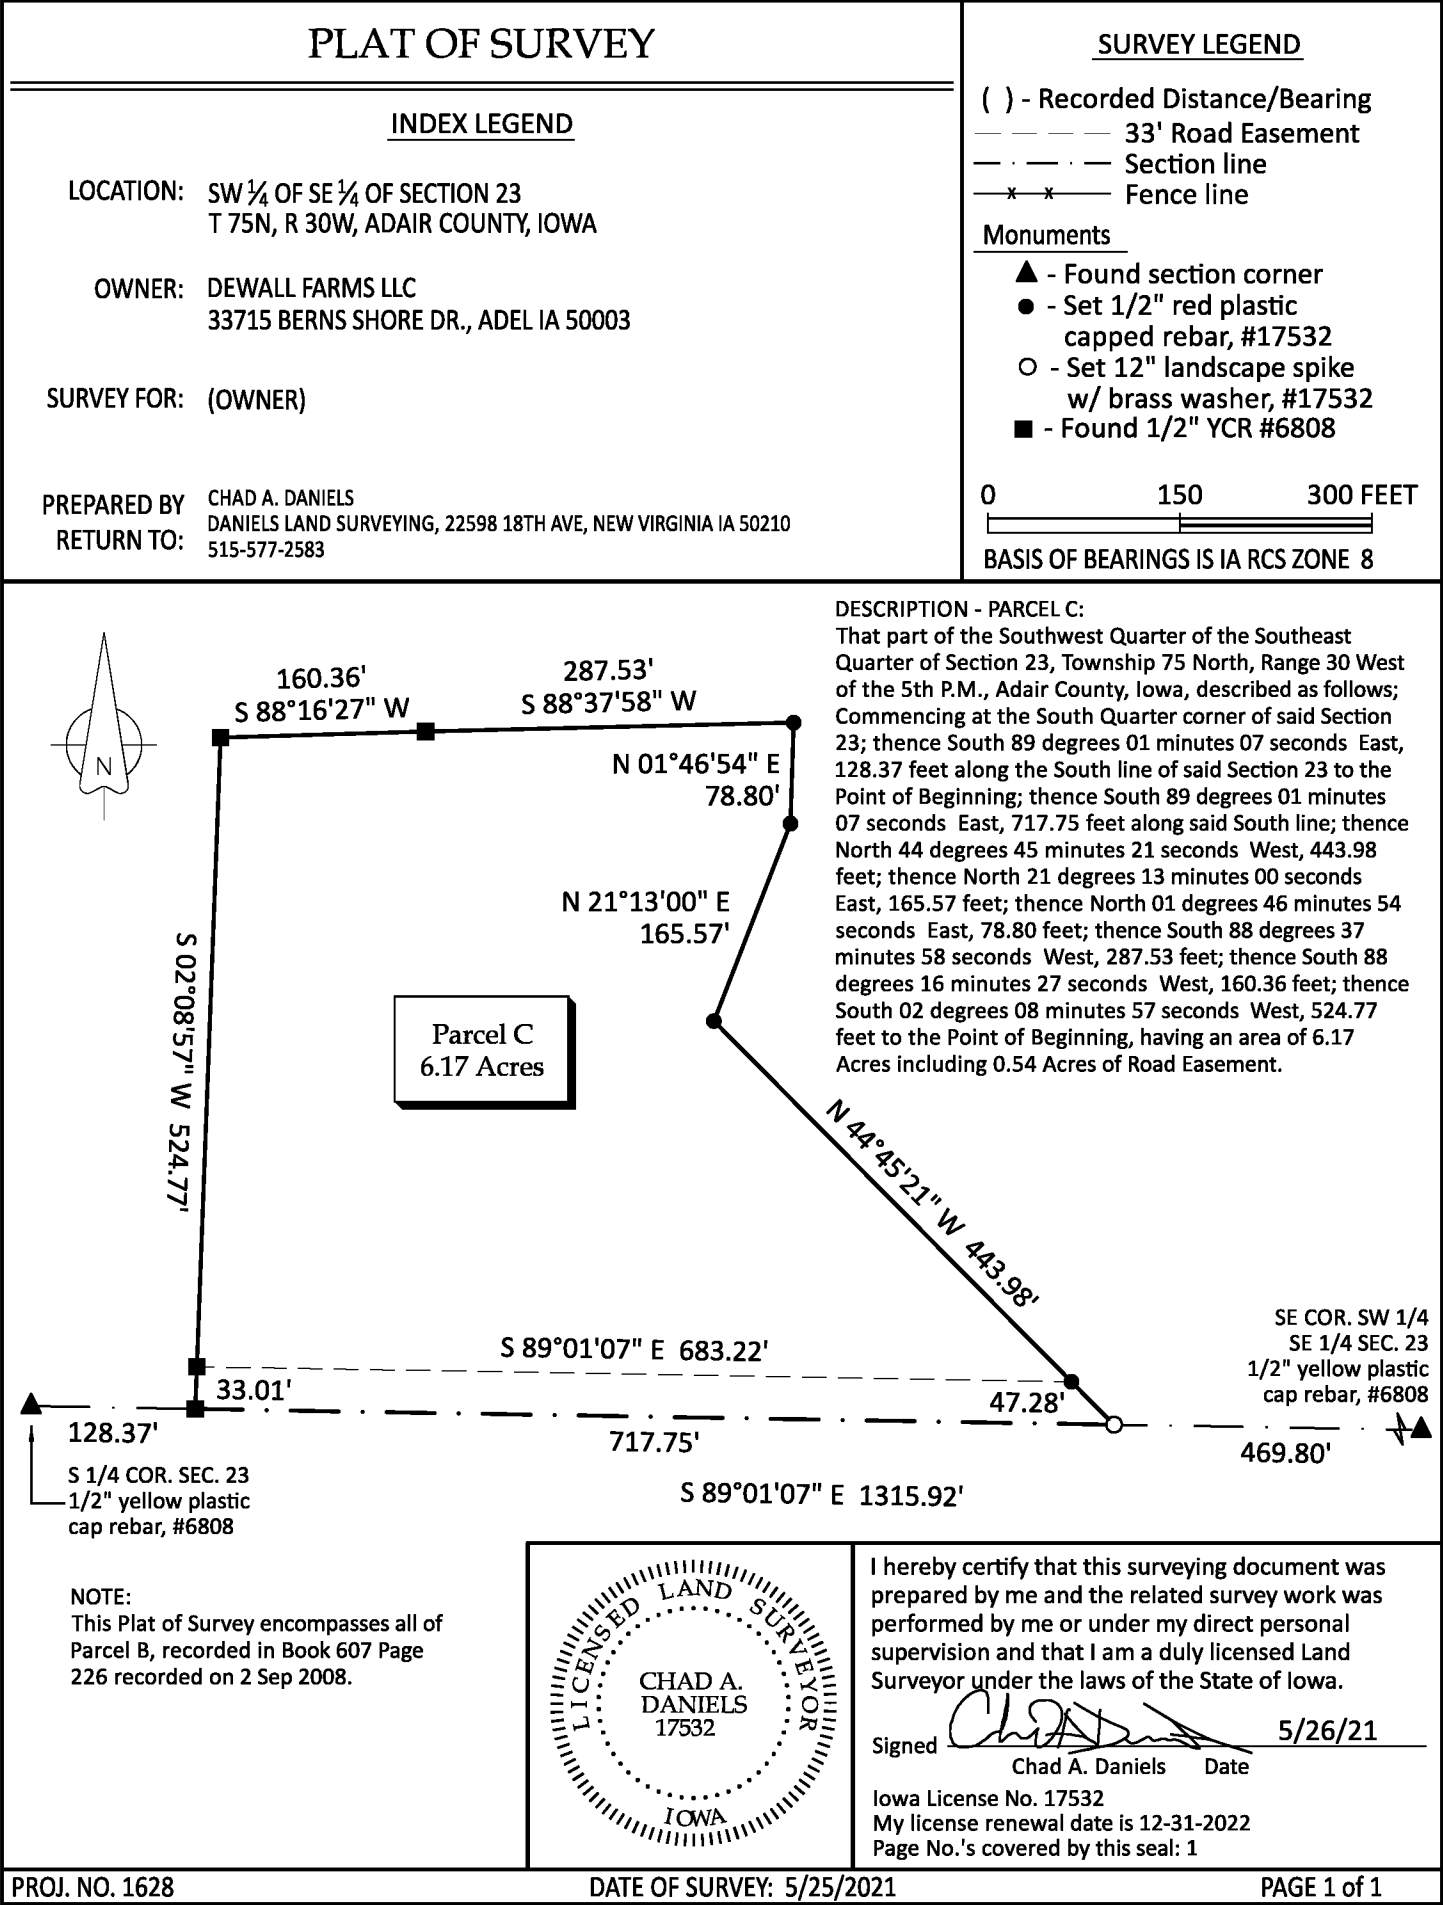 PLAT OF SURVEY
INDEX LEGEND
LOCATION: SW ¼ OF SE ¼ OF SECTION 23
T 75N, R 30W, ADAIR COUNTY, IOWA
OWNER: DEWALL FARMS LLC
33715 BERNS SHORE DR., ADEL IA 50003
SURVEY FOR: (OWNER)
PREPARED BY
RETURN TO:
CHAD A. DANIELS
DANIELS LAND SURVEYING, 22598 18TH AVE, NEW VIRGINIA IA 50210
515-577-2583
SURVEY LEGEND
( ) - Recorded Distance/Bearing
33' Road Easement
Section line
x x Fence line
Monuments
▲ - Found section corner
● - Set 1/2" red plastic
capped rebar, #17532
○ - Set 12" landscape spike
w/ brass washer, #17532
■ - Found 1/2" YCR #6808
0 150 300 FEET
BASIS OF BEARINGS IS IA RCS ZONE 8
DESCRIPTION - PARCEL C:
That part of the Southwest Quarter of the Southeast
Quarter of Section 23, Township 75 North, Range 30 West
of the 5th P.M., Adair County, Iowa, described as follows;
Commencing at the South Quarter corner of said Section
23; thence South 89 degrees 01 minutes 07 seconds East,
128.37 feet along the South line of said Section 23 to the
Point of Beginning; thence South 89 degrees 01 minutes
07 seconds East, 717.75 feet along said South line; thence
North 44 degrees 45 minutes 21 seconds West, 443.98
feet; thence North 21 degrees 13 minutes 00 seconds
East, 165.57 feet; thence North 01 degrees 46 minutes 54
seconds East, 78.80 feet; thence South 88 degrees 37
minutes 58 seconds West, 287.53 feet; thence South 88
degrees 16 minutes 27 seconds West, 160.36 feet; thence
South 02 degrees 08 minutes 57 seconds West, 524.77
feet to the Point of Beginning, having an area of 6.17
Acres including 0.54 Acres of Road Easement.
N
160.36'
S 88°16'27" W
287.53'
S 88°37'58" W
N 01°46'54" E
78.80'
N 21°13'00" E
165.57'
S 02°08'57" W 524.77'
Parcel C
6.17 Acres
N 44°45'21" W 443.98'
S 89°01'07" E 683.22'
33.01'
47.28'
128.37'
717.75'
469.80'
S 89°01'07" E 1315.92'
SE COR. SW 1/4
SE 1/4 SEC. 23
1/2" yellow plastic
cap rebar, #6808
S 1/4 COR. SEC. 23
1/2" yellow plastic
cap rebar, #6808
NOTE:
This Plat of Survey encompasses all of
Parcel B, recorded in Book 607 Page
226 recorded on 2 Sep 2008.
LICENSED LAND SURVEYOR
CHAD A.
DANIELS
17532
IOWA
I hereby certify that this surveying document was
prepared by me and the related survey work was
performed by me or under my direct personal
supervision and that I am a duly licensed Land
Surveyor under the laws of the State of Iowa.
Signed 5/26/21
Chad A. Daniels Date
Iowa License No. 17532
My license renewal date is 12-31-2022
Page No.'s covered by this seal: 1
PROJ. NO. 1628 DATE OF SURVEY: 5/25/2021 PAGE 1 of 1